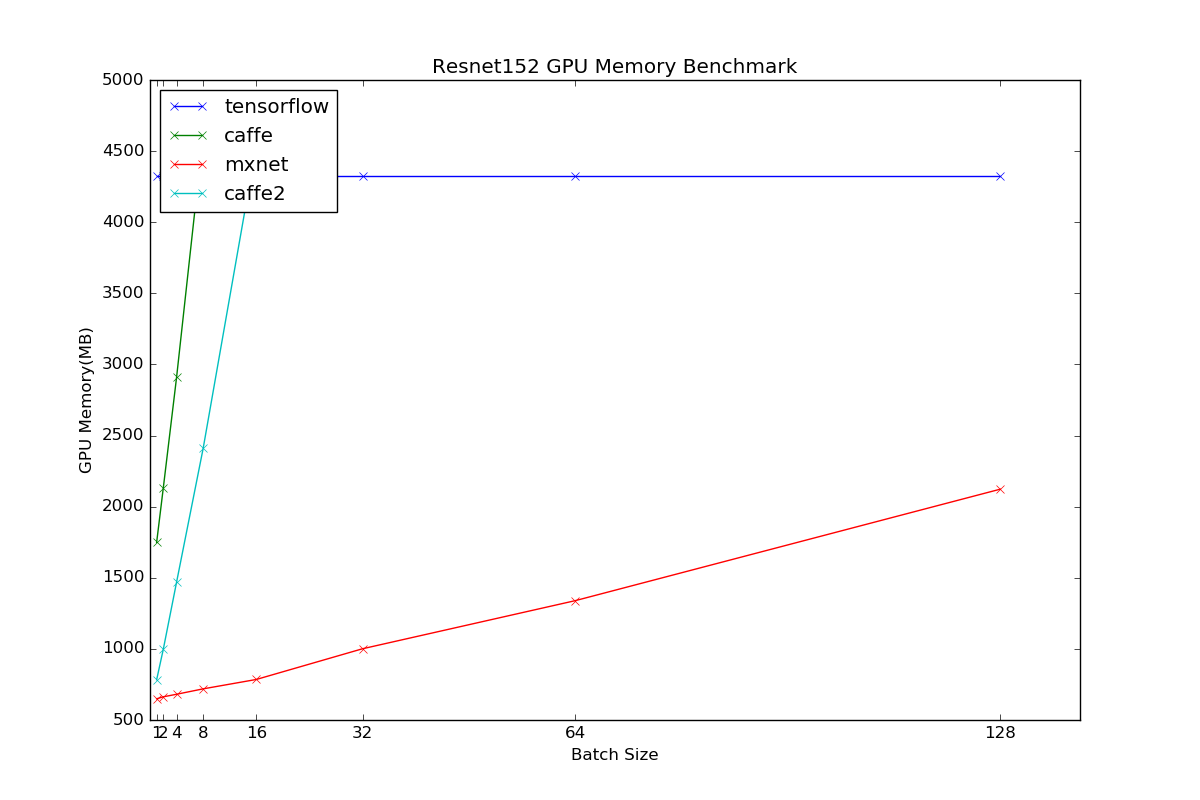 Resnet152 GPU Memory Benchmark
5000
4500
4000
3500
3000
2500
2000
1500
1000
500
GPU Memory(MB)
tensorflow
caffe
mxnet
caffe2
1 2 4 8 16 32 64 128
Batch Size